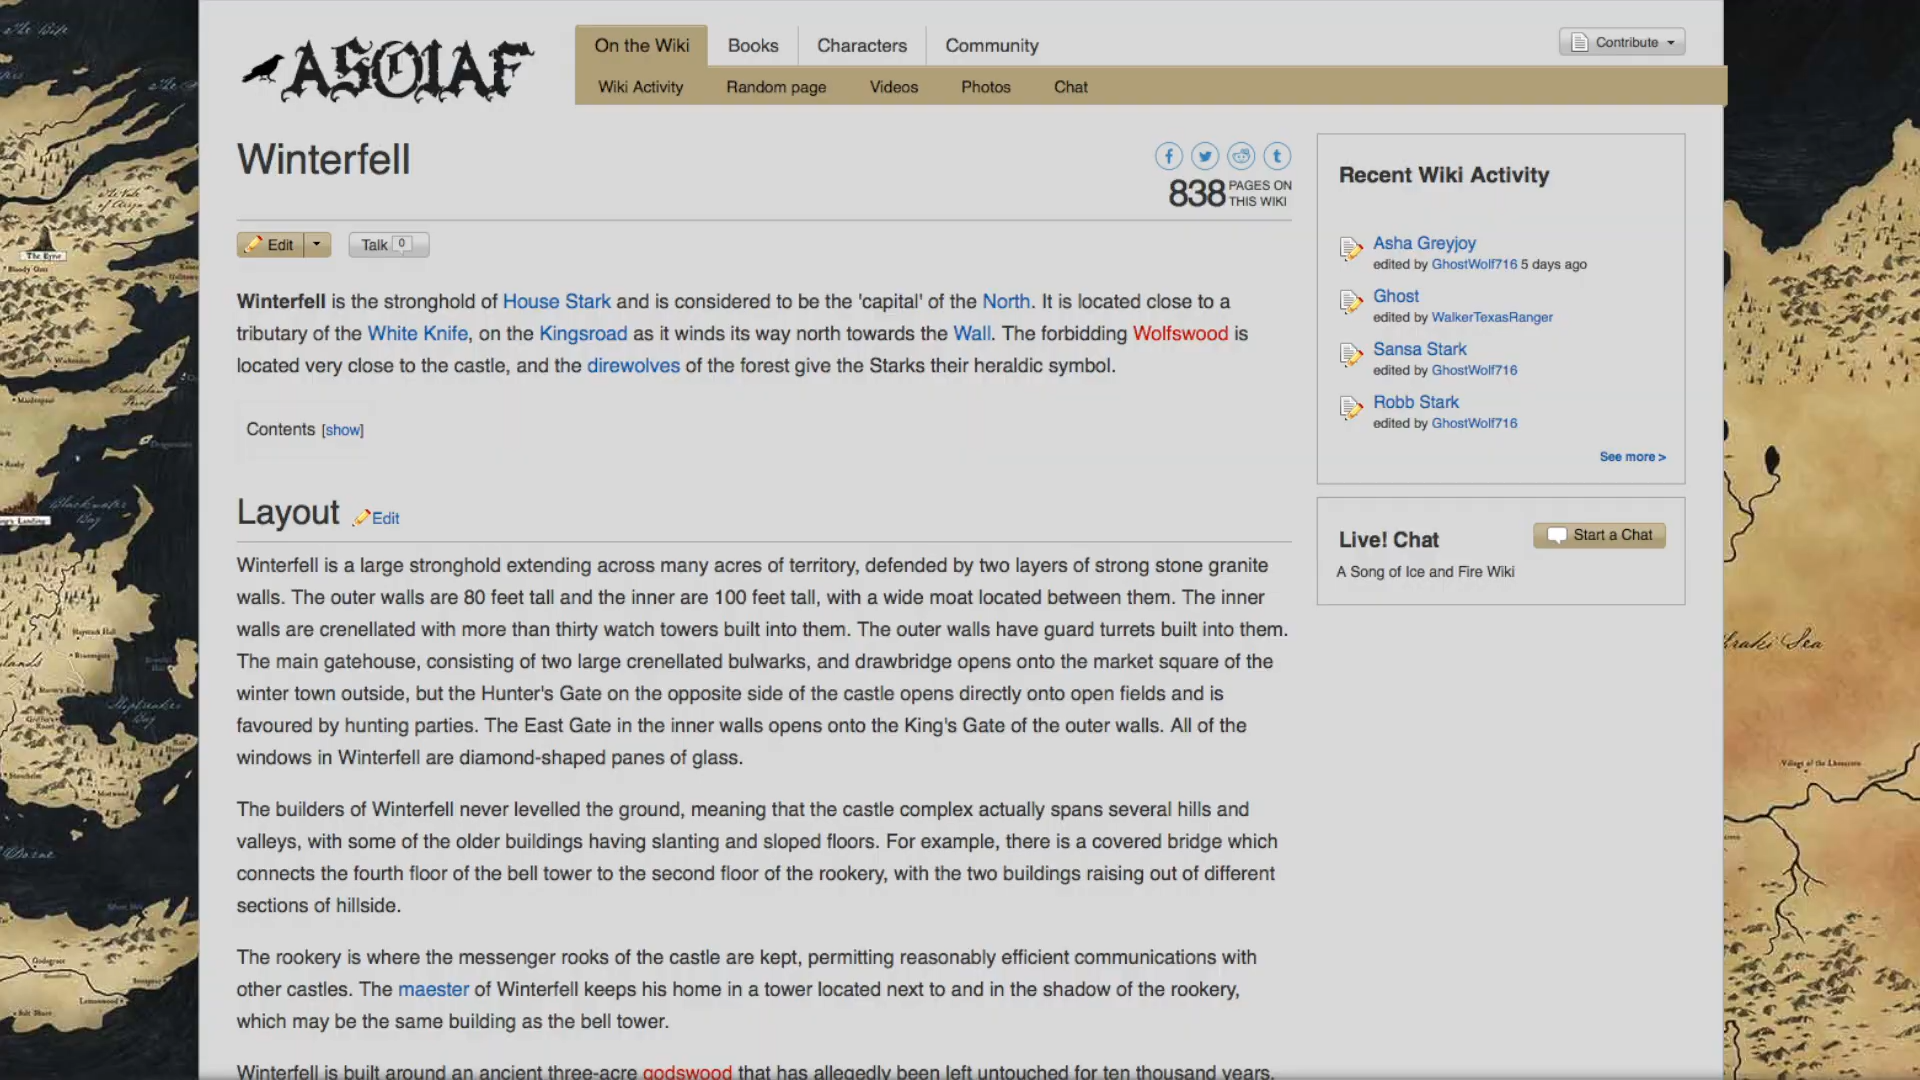 ASOIAF
On the Wiki
Books
Characters
Community
Contribute
Wiki Activity
Random page
Videos
Photos
Chat
Winterfell
838 PAGES ON
THIS WIKI
Edit
Talk 0
Winterfell is the stronghold of House Stark and is considered to be the 'capital' of the North. It is located close to a
tributary of the White Knife, on the Kingsroad as it winds its way north towards the Wall. The forbidding Wolfswood is
located very close to the castle, and the direwolves of the forest give the Starks their heraldic symbol.
Contents [show]
Layout Edit
Winterfell is a large stronghold extending across many acres of territory, defended by two layers of strong stone granite
walls. The outer walls are 80 feet tall and the inner are 100 feet tall, with a wide moat located between them. The inner
walls are crenellated with more than thirty watch towers built into them. The outer walls have guard turrets built into them.
The main gatehouse, consisting of two large crenellated bulwarks, and drawbridge opens onto the market square of the
winter town outside, but the Hunter's Gate on the opposite side of the castle opens directly onto open fields and is
favoured by hunting parties. The East Gate in the inner walls opens onto the King's Gate of the outer walls. All of the
windows in Winterfell are diamond-shaped panes of glass.
The builders of Winterfell never levelled the ground, meaning that the castle complex actually spans several hills and
valleys, with some of the older buildings having slanting and sloped floors. For example, there is a covered bridge which
connects the fourth floor of the bell tower to the second floor of the rookery, with the two buildings raising out of different
sections of hillside.
The rookery is where the messenger rooks of the castle are kept, permitting reasonably efficient communications with
other castles. The maester of Winterfell keeps his home in a tower located next to and in the shadow of the rookery,
which may be the same building as the bell tower.
Winterfell is built around an ancient three-acre godswood that has allegedly been left untouched for ten thousand years.
Recent Wiki Activity
Asha Greyjoy
edited by GhostWolf716 5 days ago
Ghost
edited by WalkerTexasRanger
Sansa Stark
edited by GhostWolf716
Robb Stark
edited by GhostWolf716
See more >
Live! Chat
Start a Chat
A Song of Ice and Fire Wiki
The Eyrie
Bloody Gate
Blackwater
Bay
Landing
Sea